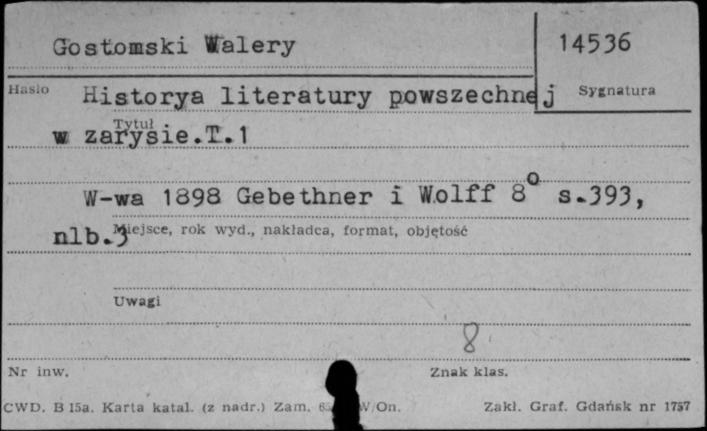 Gostomski Walery
14536
Hasło
Historya literatury powszechnej
Sygnatura
Tytuł
w zarysie.T.1
W-wa 1898 Gebethner i Wolff 8° s.393,
nlb.3
Miejsce, rok wyd., nakładca, format, objętość
Uwagi
8
Nr inw.
Znak klas.
CWD. B 15a. Karta katal. (z nadr.) Zam. W/On.
Zakł. Graf. Gdańsk nr 1757